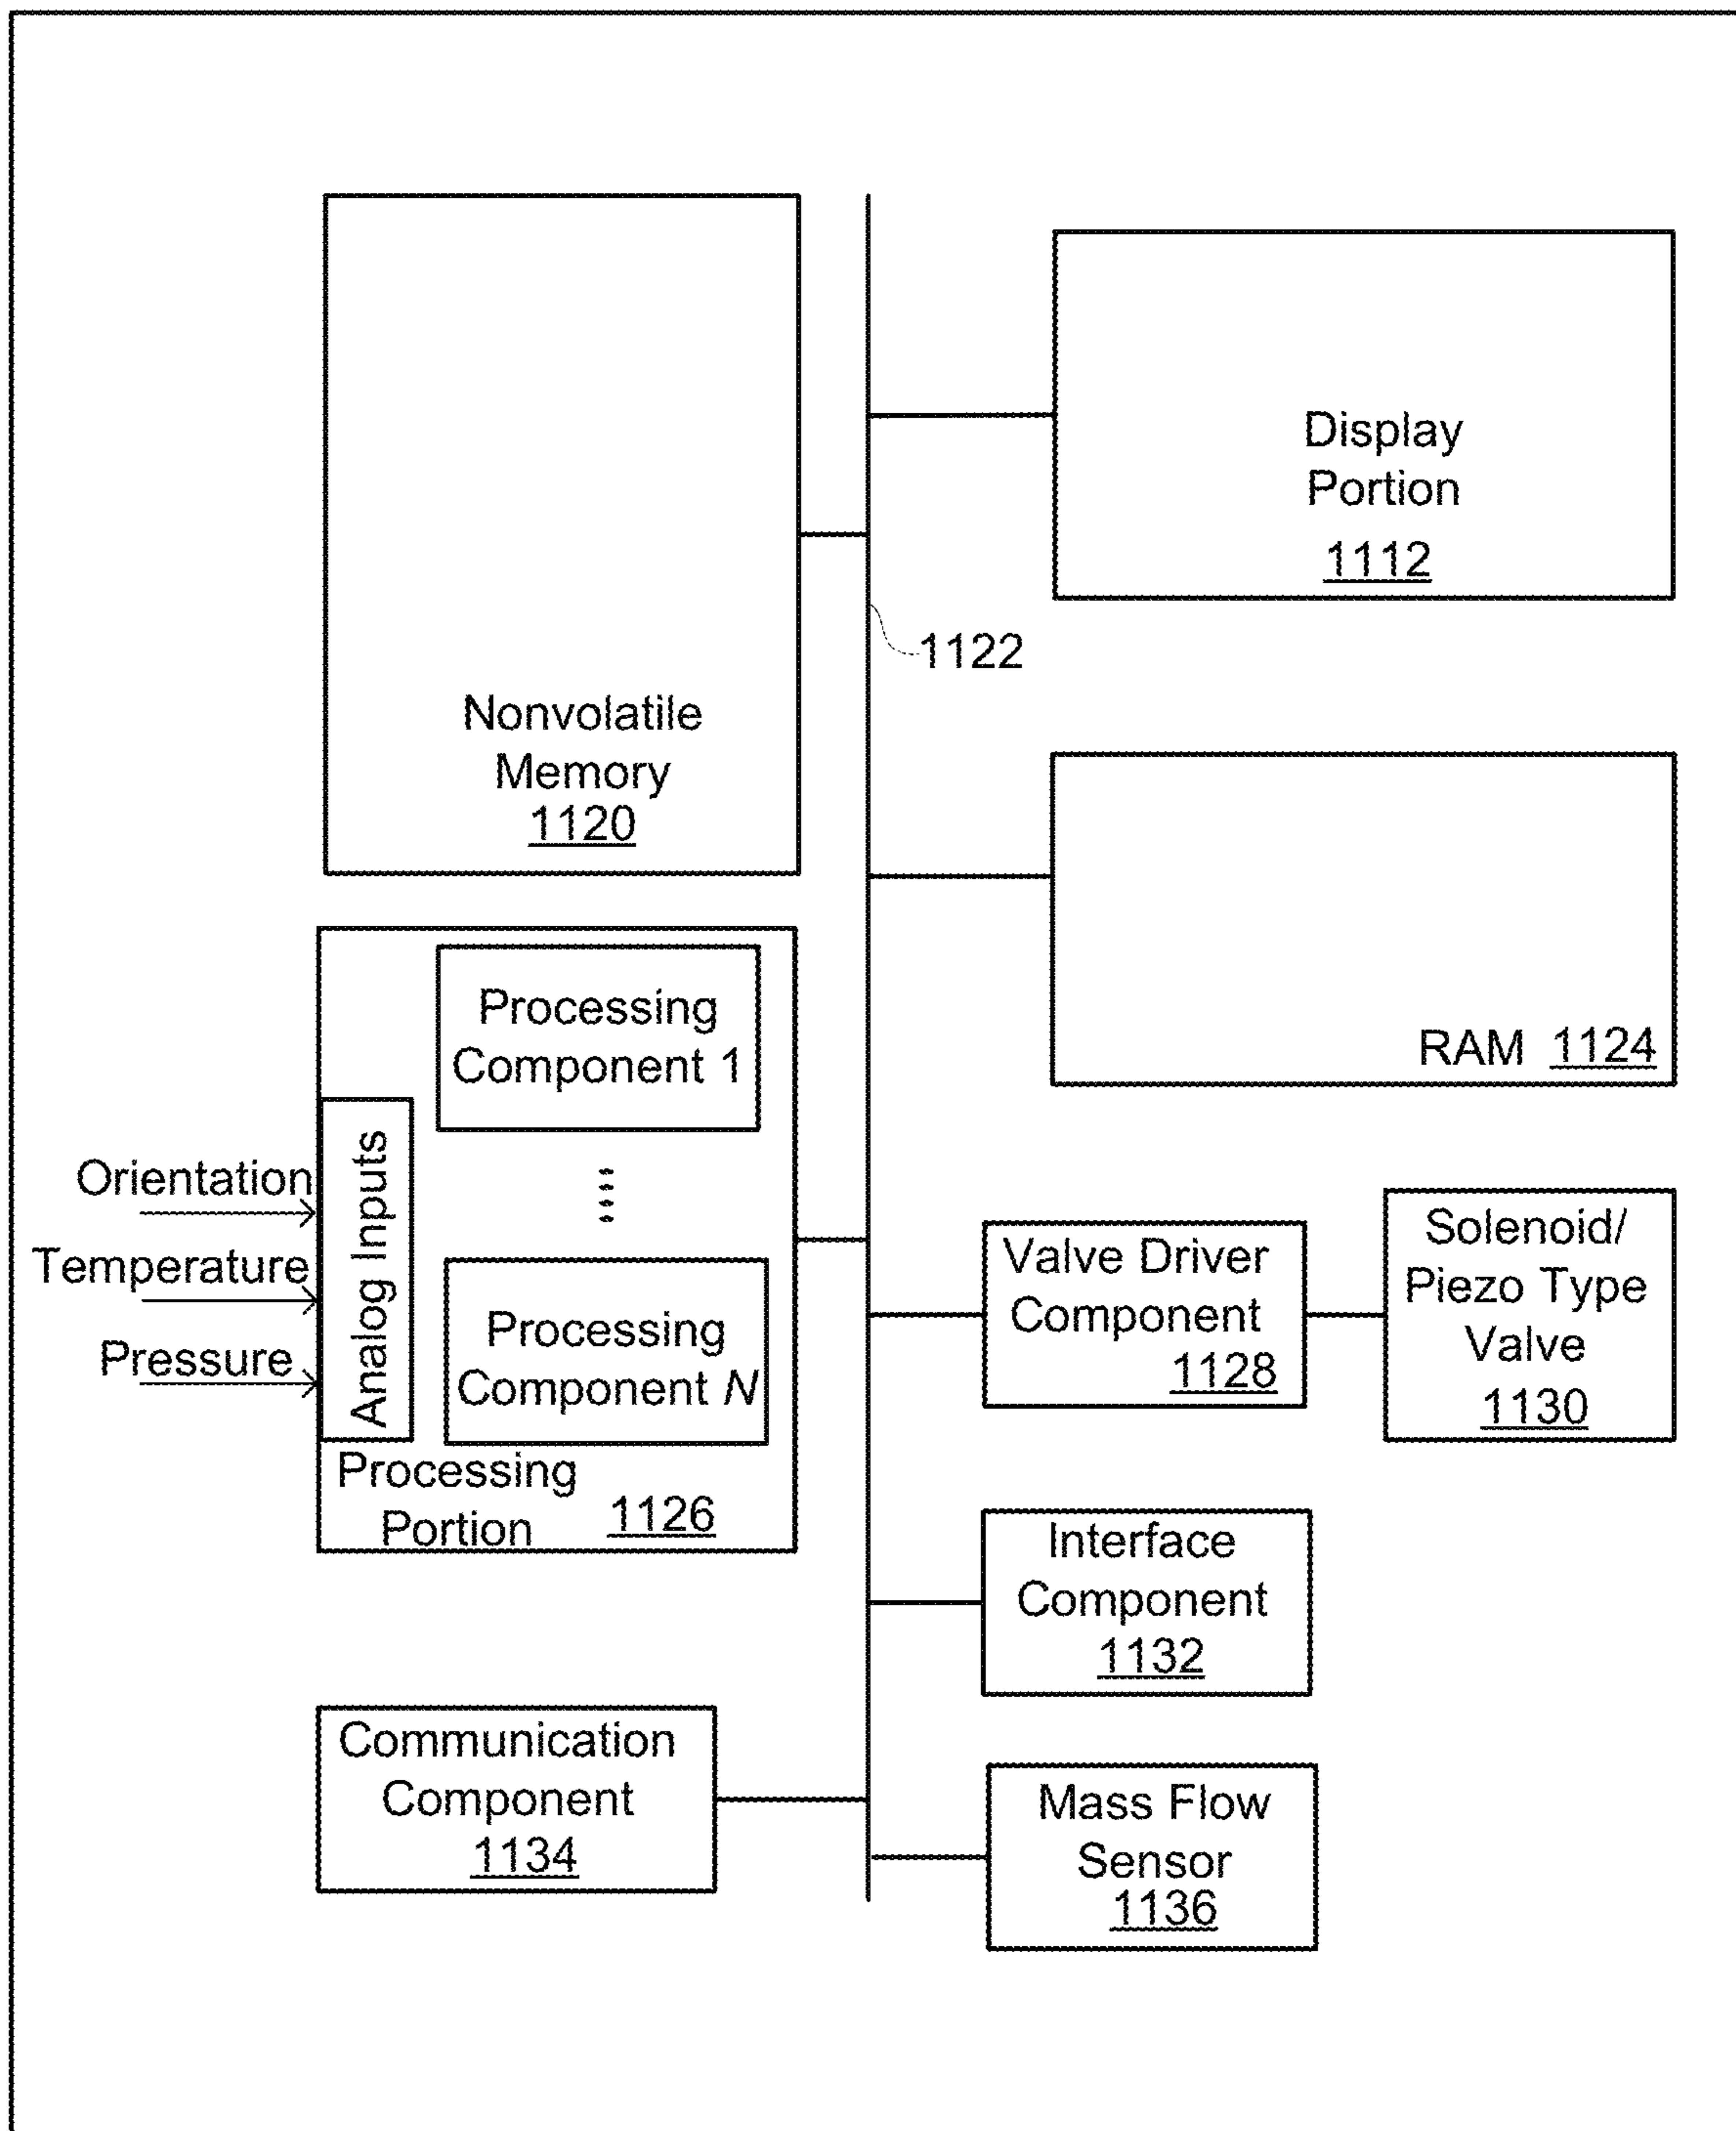 Display
Portion
1112
1122
Nonvolatile
Memory
1120
RAM 1124
Processing
Component 1
Analog Inputs
Orientation
Temperature
Pressure
Processing
Component N
Processing
Portion 1126
Valve Driver
Component
1128
Solenoid/
Piezo Type
Valve
1130
Interface
Component
1132
Communication
Component
1134
Mass Flow
Sensor
1136